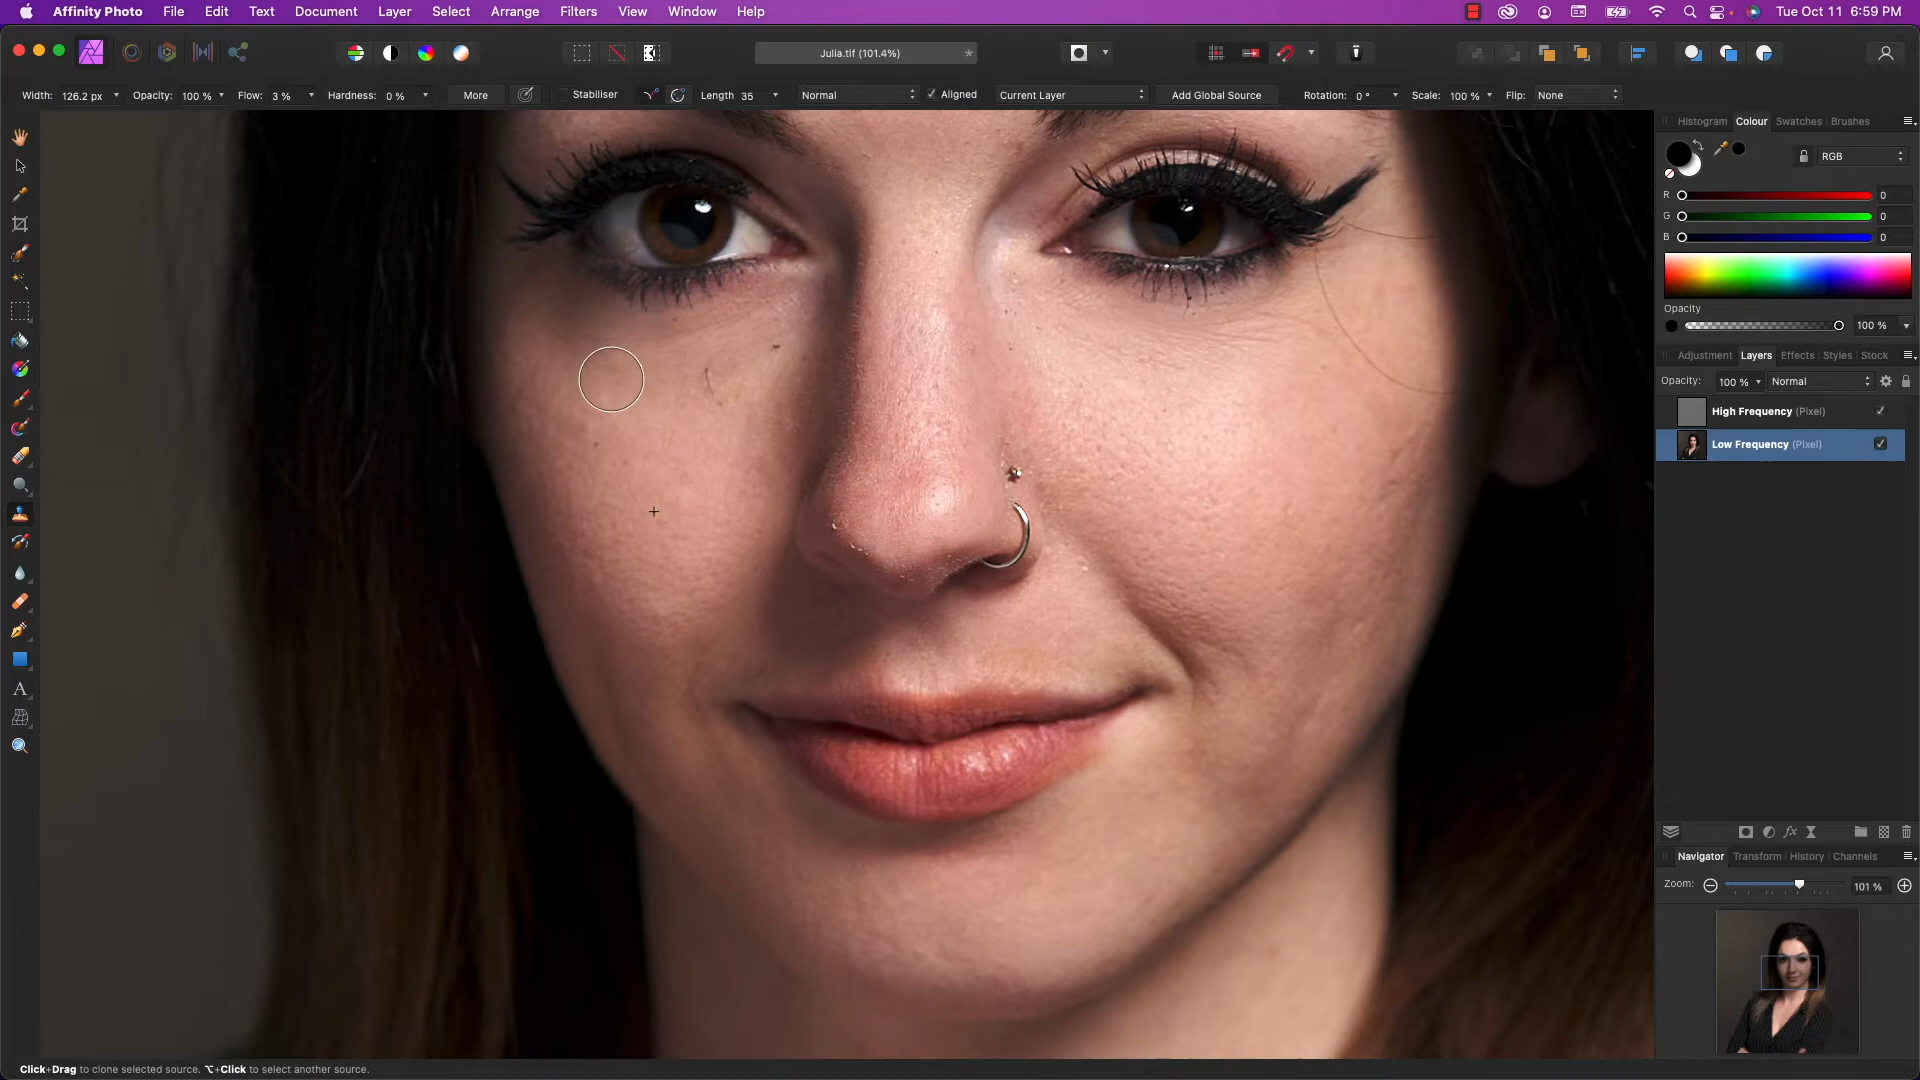 Affinity Photo File Edit Text Document Layer Select Arrange Filters View Window Help Tue Oct 11 6:59 PM
Julia.tif (101.4%) *
Width: 126.2 px Opacity: 100 % Flow: 3 % Hardness: 0 % More Stabiliser Length 35 Normal Aligned Current Layer Add Global Source Rotation: 0 ° Scale: 100 % Flip: None
Histogram Colour Swatches Brushes
RGB
R 0
G 0
B 0
Opacity
100 %
Adjustment Layers Effects Styles Stock
Opacity: 100 % Normal
High Frequency (Pixel)
Low Frequency (Pixel)
Navigator Transform History Channels
Zoom: 101 %
Click+Drag to clone selected source. ⌥+Click to select another source.